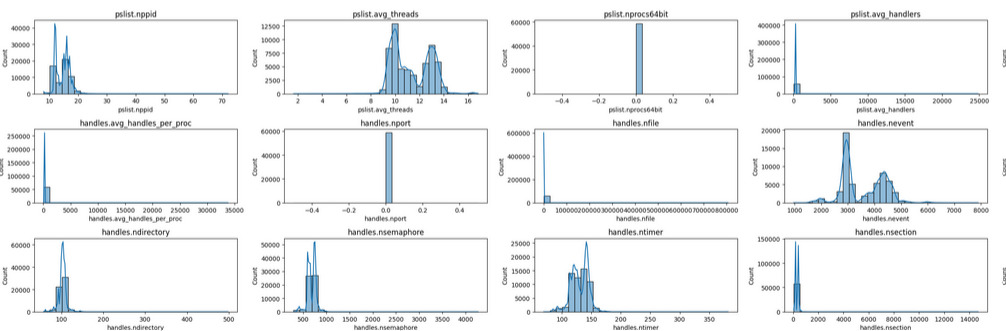 pslist.nppid
pslist.avg_threads
pslist.nprocs64bit
pslist.avg_handlers
40000
30000
20000
10000
0
Count
10 20 30 40 50 60 70
pslist.nppid
12500
10000
7500
5000
2500
0
Count
2 4 6 8 10 12 14 16
pslist.avg_threads
60000
40000
20000
0
Count
−0.4 −0.2 0.0 0.2 0.4
pslist.nprocs64bit
400000
300000
200000
100000
0
Count
0 5000 10000 15000 20000 25000
pslist.avg_handlers
handles.avg_handles_per_proc
handles.nport
handles.nfile
handles.nevent
250000
200000
150000
100000
50000
0
Count
0 5000 10000 15000 20000 25000 30000 35000
handles.avg_handles_per_proc
60000
40000
20000
0
Count
−0.4 −0.2 0.0 0.2 0.4
handles.nport
600000
400000
200000
0
Count
0
handles.nfile
20000
15000
10000
5000
0
Count
1000 2000 3000 4000 5000 6000 7000 8000
handles.nevent
handles.ndirectory
handles.nsemaphore
handles.ntimer
handles.nsection
60000
40000
20000
0
Count
100 200 300 400 500
handles.ndirectory
50000
40000
30000
20000
10000
0
Count
500 1000 1500 2000 2500 3000 3500 4000
handles.nsemaphore
25000
20000
15000
10000
5000
0
Count
100 150 200 250 300 350
handles.ntimer
150000
100000
50000
0
Count
0 2000 4000 6000 8000 10000 12000 14000
handles.nsection